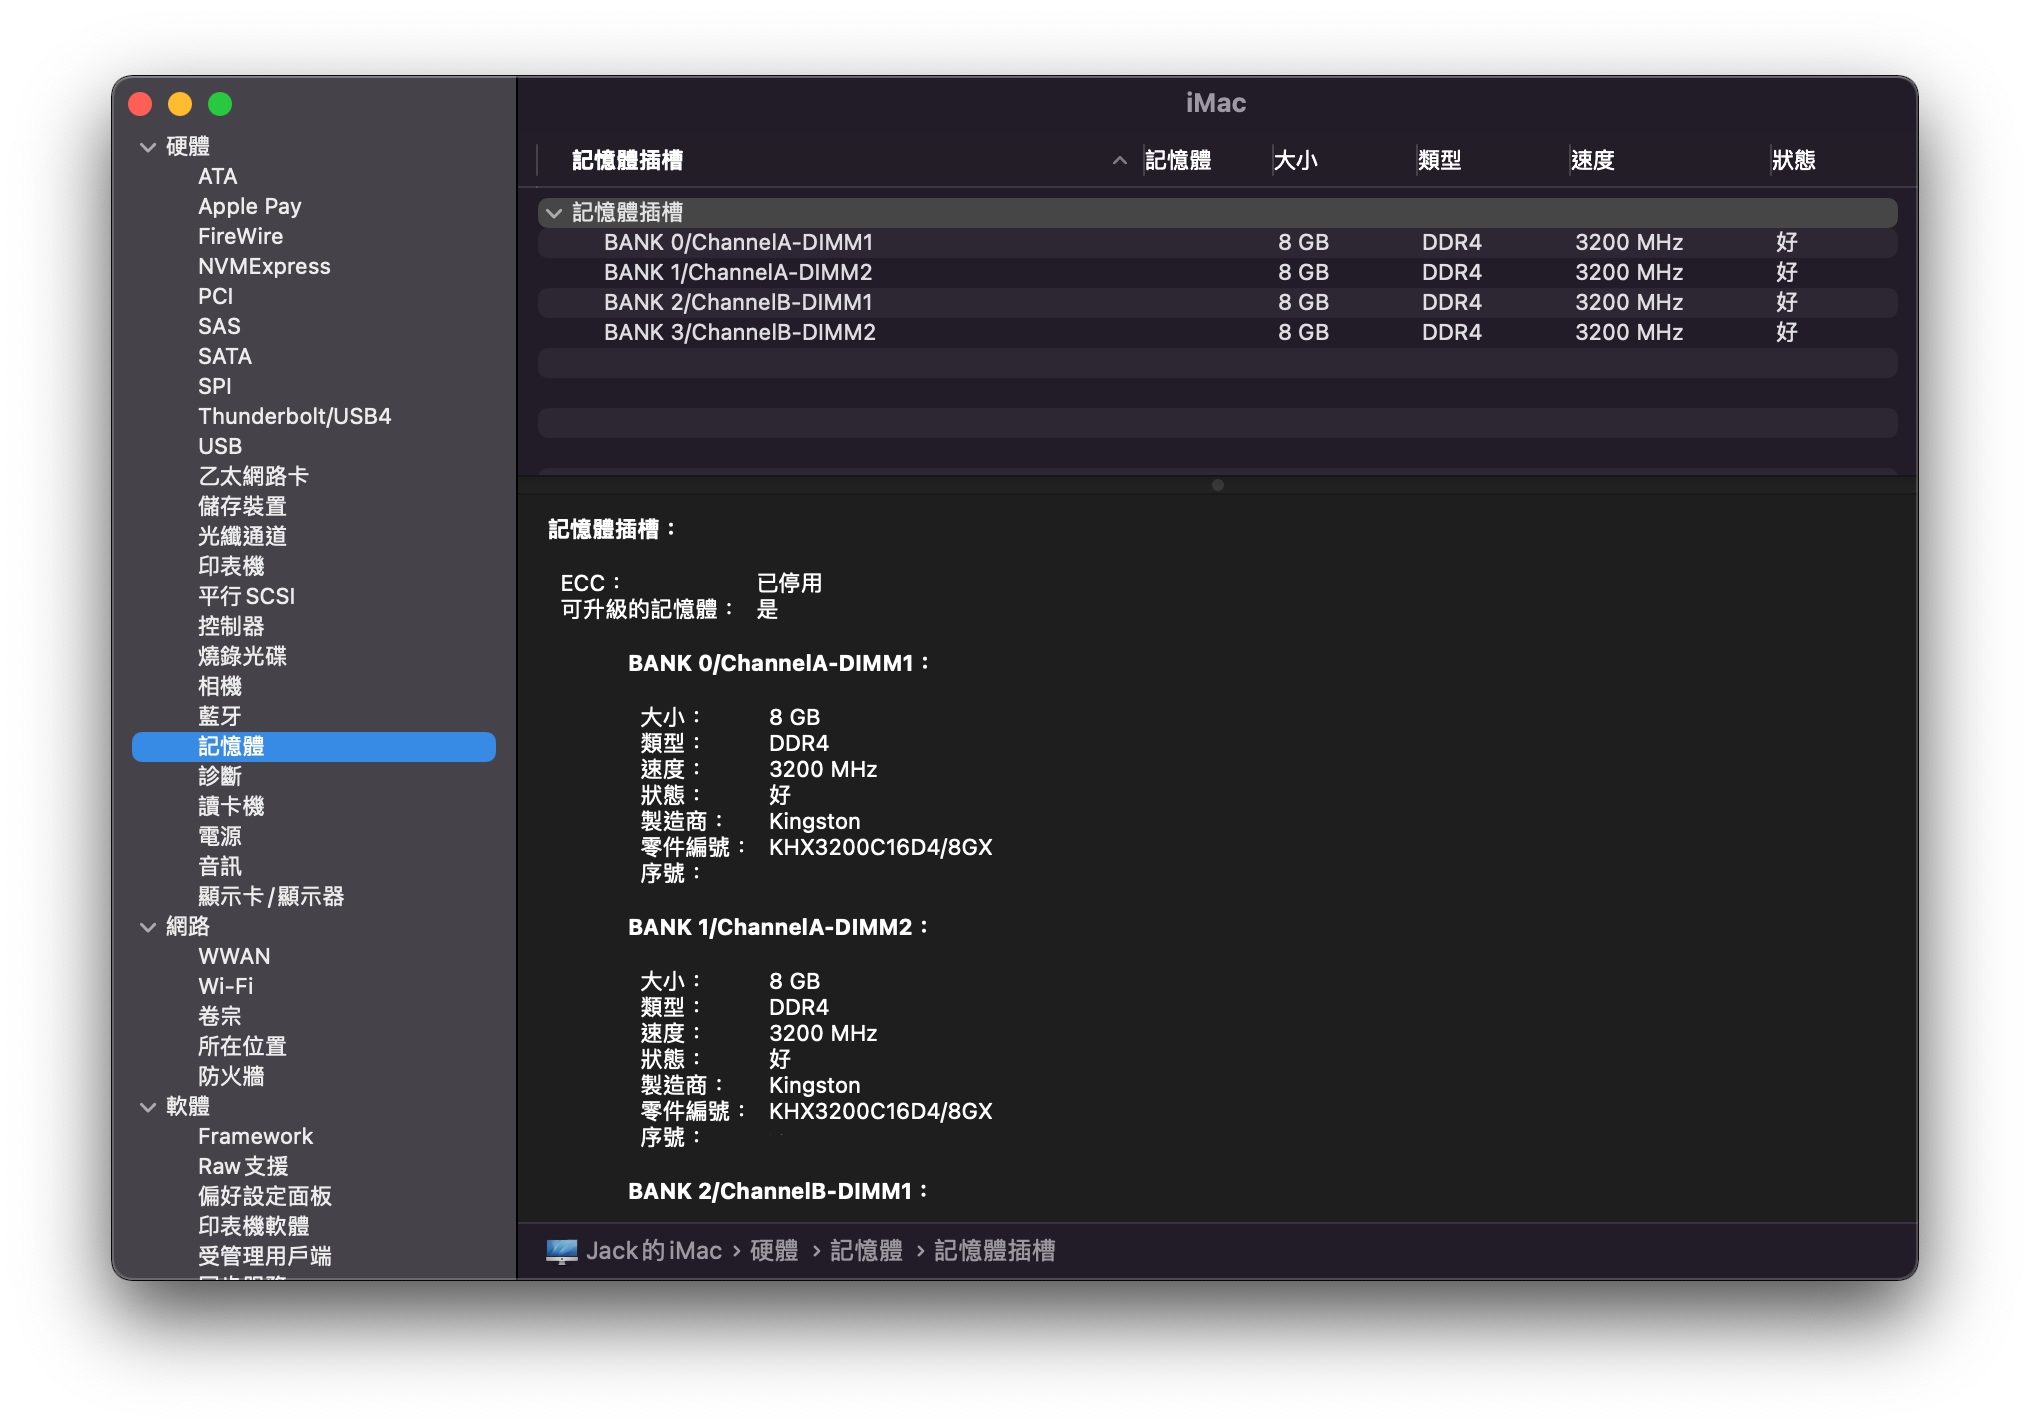 iMac
硬體
ATA
Apple Pay
FireWire
NVMExpress
PCI
SAS
SATA
SPI
Thunderbolt/USB4
USB
乙太網路卡
儲存裝置
光纖通道
印表機
平行 SCSI
控制器
燒錄光碟
相機
藍牙
記憶體
診斷
讀卡機
電源
音訊
顯示卡/顯示器
網路
WWAN
Wi-Fi
卷宗
所在位置
防火牆
軟體
Framework
Raw 支援
偏好設定面板
印表機軟體
受管理用戶端
記憶體插槽 記憶體 大小 類型 速度 狀態
記憶體插槽
BANK 0/ChannelA-DIMM1 8 GB DDR4 3200 MHz 好
BANK 1/ChannelA-DIMM2 8 GB DDR4 3200 MHz 好
BANK 2/ChannelB-DIMM1 8 GB DDR4 3200 MHz 好
BANK 3/ChannelB-DIMM2 8 GB DDR4 3200 MHz 好
記憶體插槽：
ECC： 已停用
可升級的記憶體： 是
BANK 0/ChannelA-DIMM1：
大小： 8 GB
類型： DDR4
速度： 3200 MHz
狀態： 好
製造商： Kingston
零件編號： KHX3200C16D4/8GX
序號：
BANK 1/ChannelA-DIMM2：
大小： 8 GB
類型： DDR4
速度： 3200 MHz
狀態： 好
製造商： Kingston
零件編號： KHX3200C16D4/8GX
序號：
BANK 2/ChannelB-DIMM1：
Jack的iMac › 硬體 › 記憶體 › 記憶體插槽